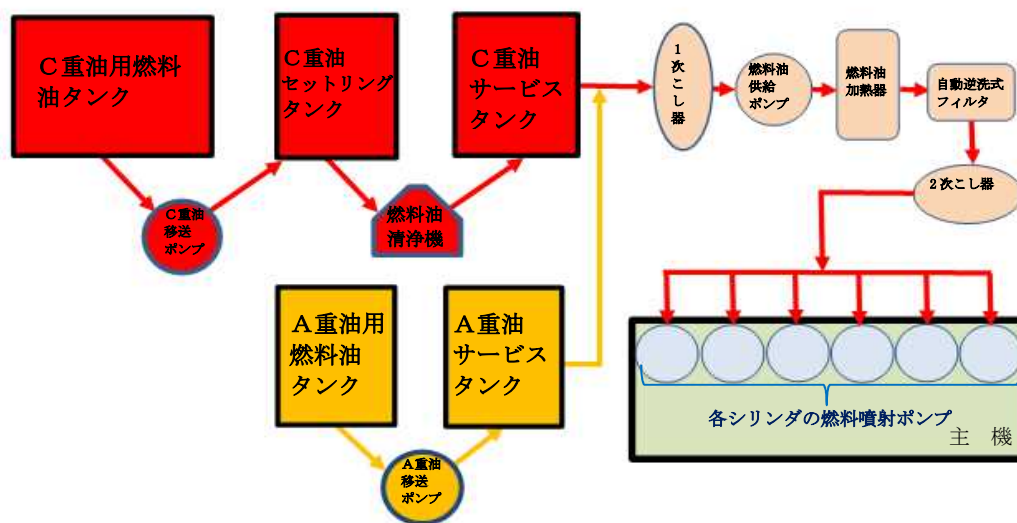 C重油用燃料
油タンク
C重油
セットリング
タンク
C重油
サービス
タンク
1次こし器
燃料油
供給
ポンプ
燃料油
加熱器
自動逆洗式
フィルタ
C重油
移送
ポンプ
燃料油
清浄機
2次こし器
A重油用
燃料油
タンク
A重油
サービス
タンク
各シリンダの燃料噴射ポンプ
主 機
A重油
移送
ポンプ